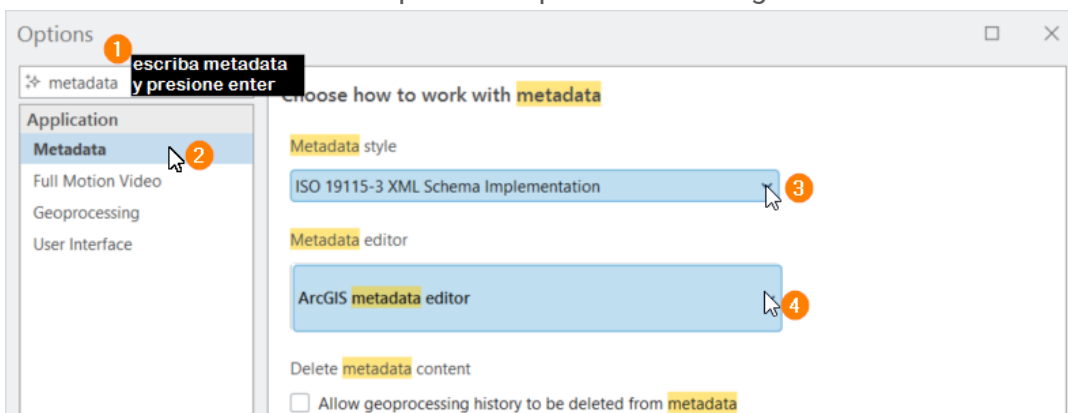 Options
1
escriba metadata
y presione enter
metadata
Choose how to work with metadata
Application
Metadata
2
Full Motion Video
Geoprocessing
User Interface
Metadata style
ISO 19115-3 XML Schema Implementation
3
Metadata editor
ArcGIS metadata editor
4
Delete metadata content
Allow geoprocessing history to be deleted from metadata